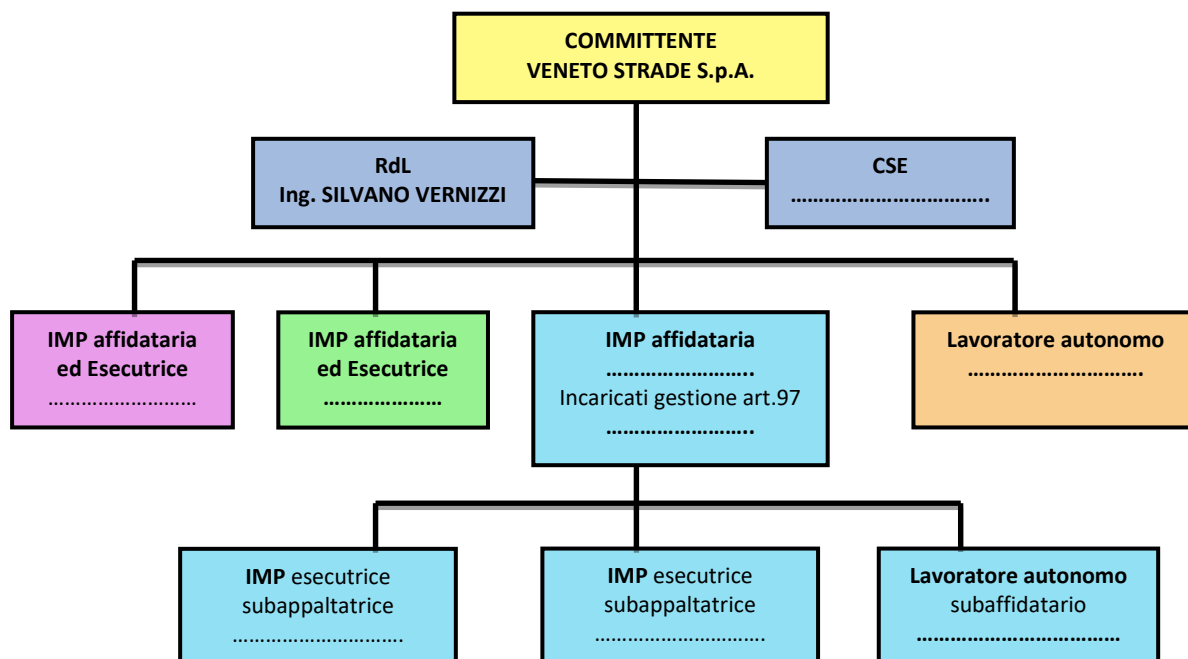 COMMITTENTE
VENETO STRADE S.p.A.
RdL
Ing. SILVANO VERNIZZI
CSE
……………………………..
IMP affidataria
ed Esecutrice
………………………
IMP affidataria
ed Esecutrice
…………………
IMP affidataria
……………………..
Incaricati gestione art.97
……………………..
Lavoratore autonomo
………………………….
IMP esecutrice
subappaltatrice
………………………….
IMP esecutrice
subappaltatrice
………………………….
Lavoratore autonomo
subaffidatario
………………………………